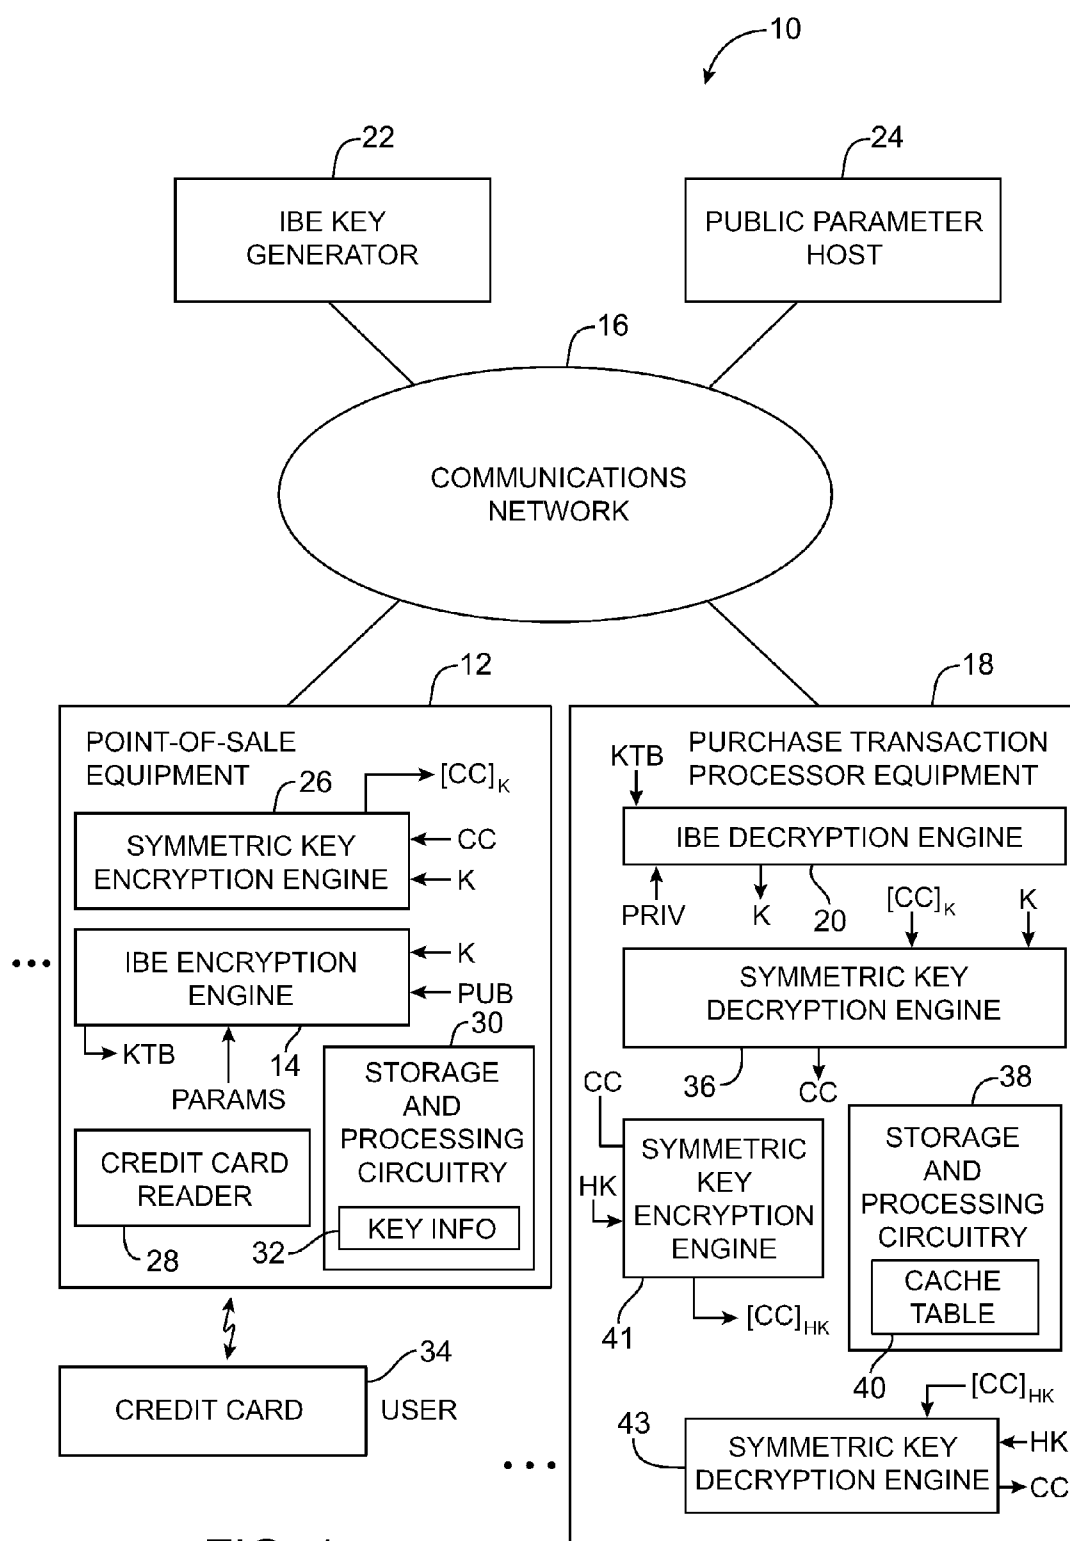 10
22
24
IBE KEY
GENERATOR
PUBLIC PARAMETER
HOST
16
COMMUNICATIONS
NETWORK
12
18
POINT-OF-SALE
EQUIPMENT
26
[CC]K
SYMMETRIC KEY
ENCRYPTION ENGINE
CC
K
IBE ENCRYPTION
ENGINE
K
PUB
KTB
14
PARAMS
30
STORAGE
AND
PROCESSING
CIRCUITRY
KEY INFO
32
CREDIT CARD
READER
28
34
CREDIT CARD
USER
KTB
PURCHASE TRANSACTION
PROCESSOR EQUIPMENT
IBE DECRYPTION ENGINE
PRIV
K
20
[CC]K
K
SYMMETRIC KEY
DECRYPTION ENGINE
36
CC
38
CC
HK
SYMMETRIC
KEY
ENCRYPTION
ENGINE
41
[CC]HK
STORAGE
AND
PROCESSING
CIRCUITRY
CACHE
TABLE
40
[CC]HK
43
SYMMETRIC KEY
DECRYPTION ENGINE
HK
CC